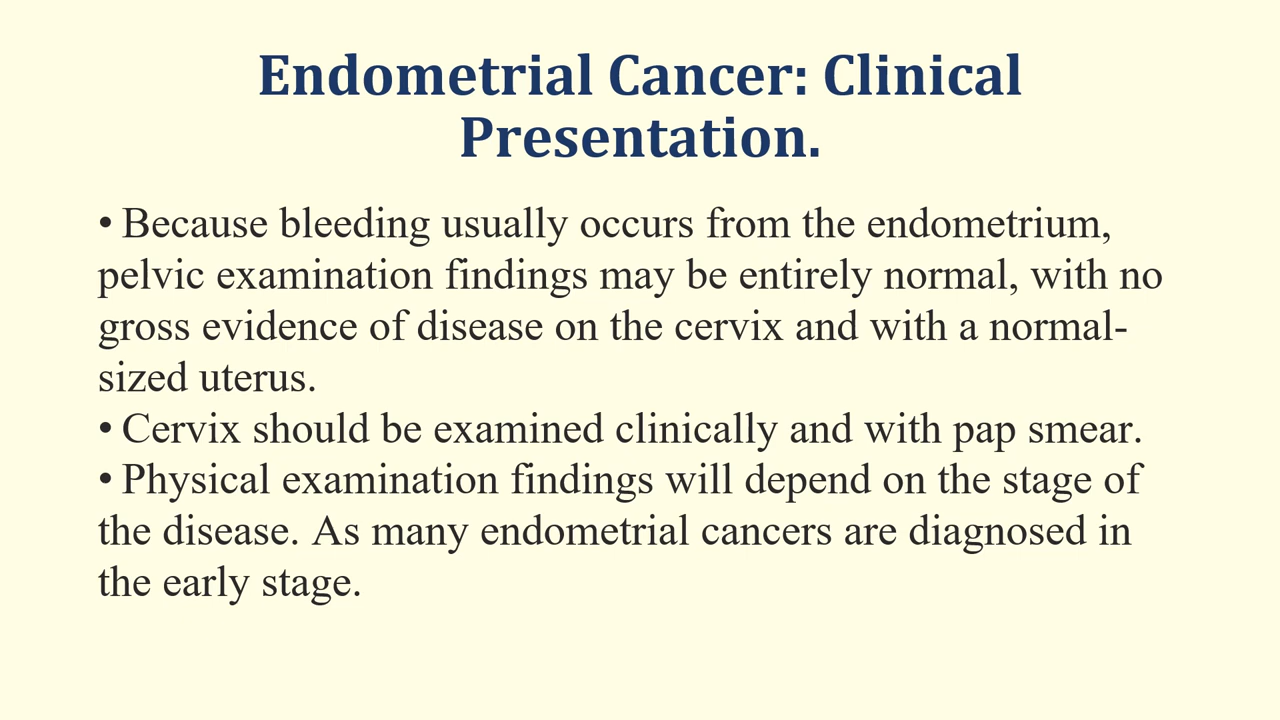 Endometrial Cancer: Clinical
Presentation.
• Because bleeding usually occurs from the endometrium,
pelvic examination findings may be entirely normal, with no
gross evidence of disease on the cervix and with a normal-
sized uterus.
• Cervix should be examined clinically and with pap smear.
• Physical examination findings will depend on the stage of
the disease. As many endometrial cancers are diagnosed in
the early stage.